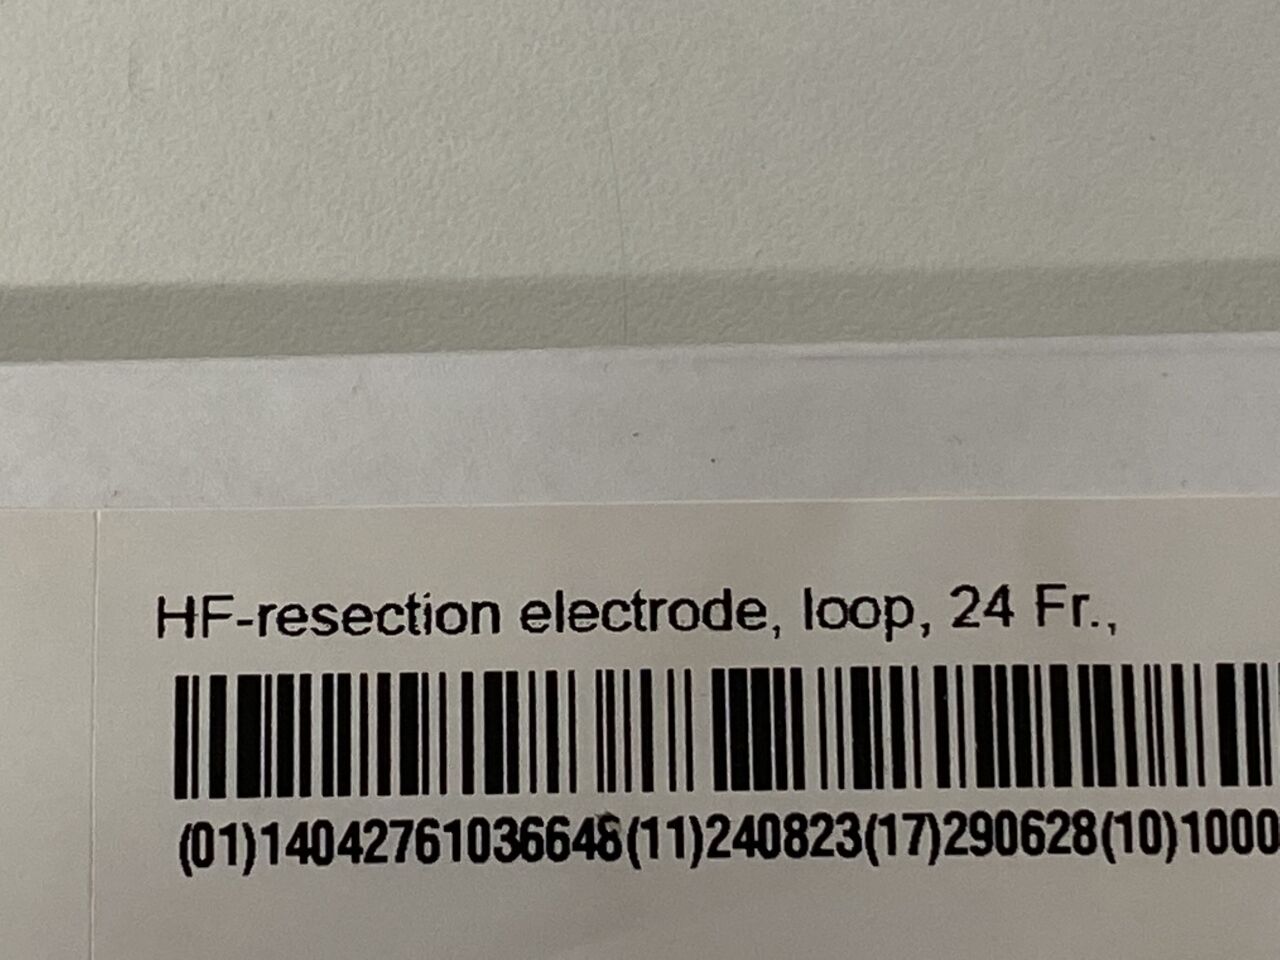 HF-resection electrode, loop, 24 Fr.,
(01)14042761036648(11)240823(17)290628(10)1000